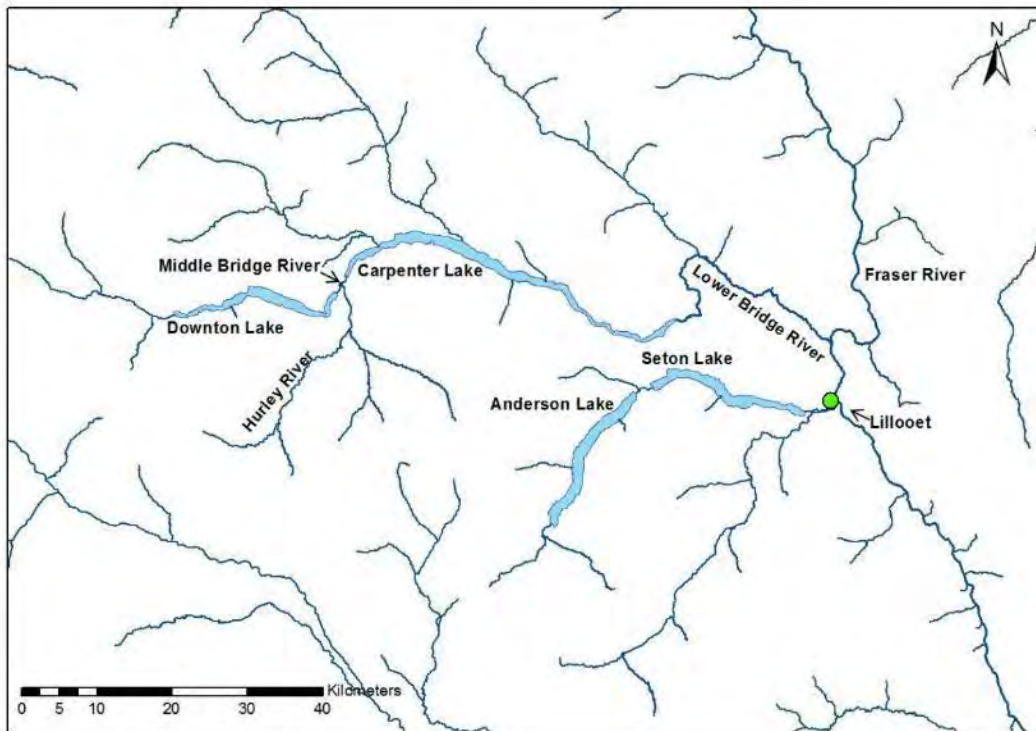 N
Middle Bridge River
Carpenter Lake
Fraser River
Lower Bridge River
Downton Lake
Seton Lake
Hurley River
Anderson Lake
Lillooet
Kilometers
0 5 10 20 30 40